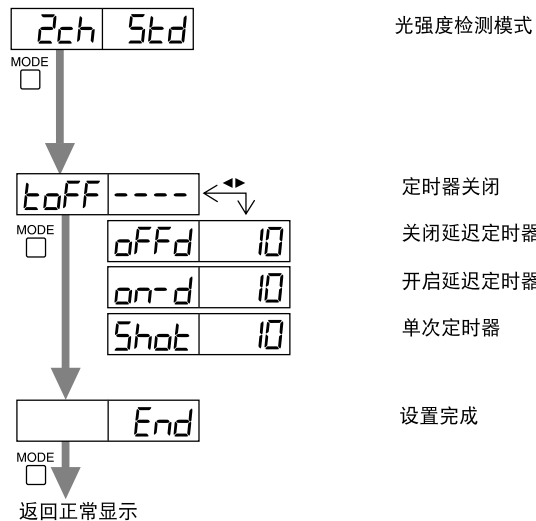 2ch Std 光强度检测模式
MODE
toFF ---- 定时器关闭
MODE
oFFd 10 关闭延迟定时器
on-d 10 开启延迟定时器
Shot 10 单次定时器
End 设置完成
MODE
返回正常显示